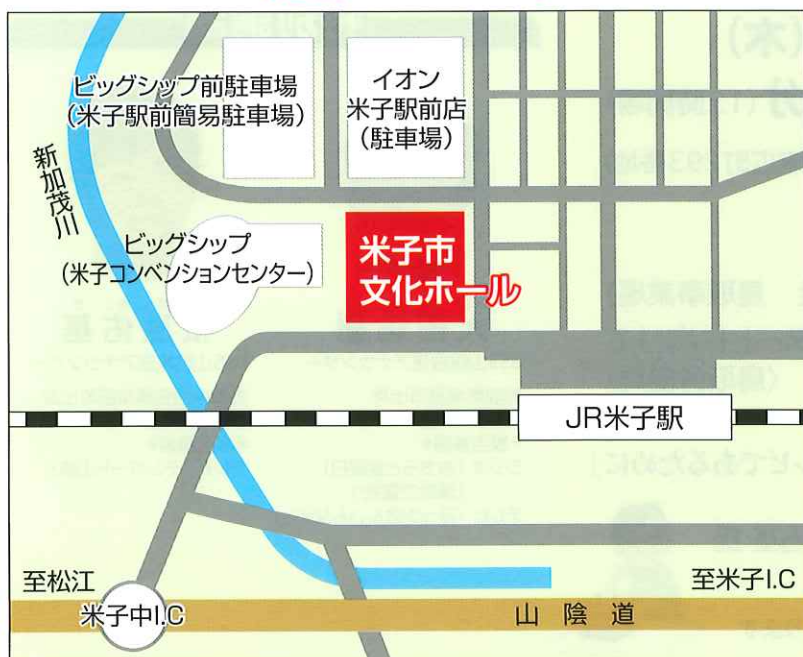 ビッグシップ前駐車場
(米子駅前簡易駐車場)
イオン
米子駅前店
(駐車場)
新加茂川
ビッグシップ
(米子コンベンションセンター)
米子市
文化ホール
JR米子駅
至松江
至米子I.C
米子中I.C
山陰道